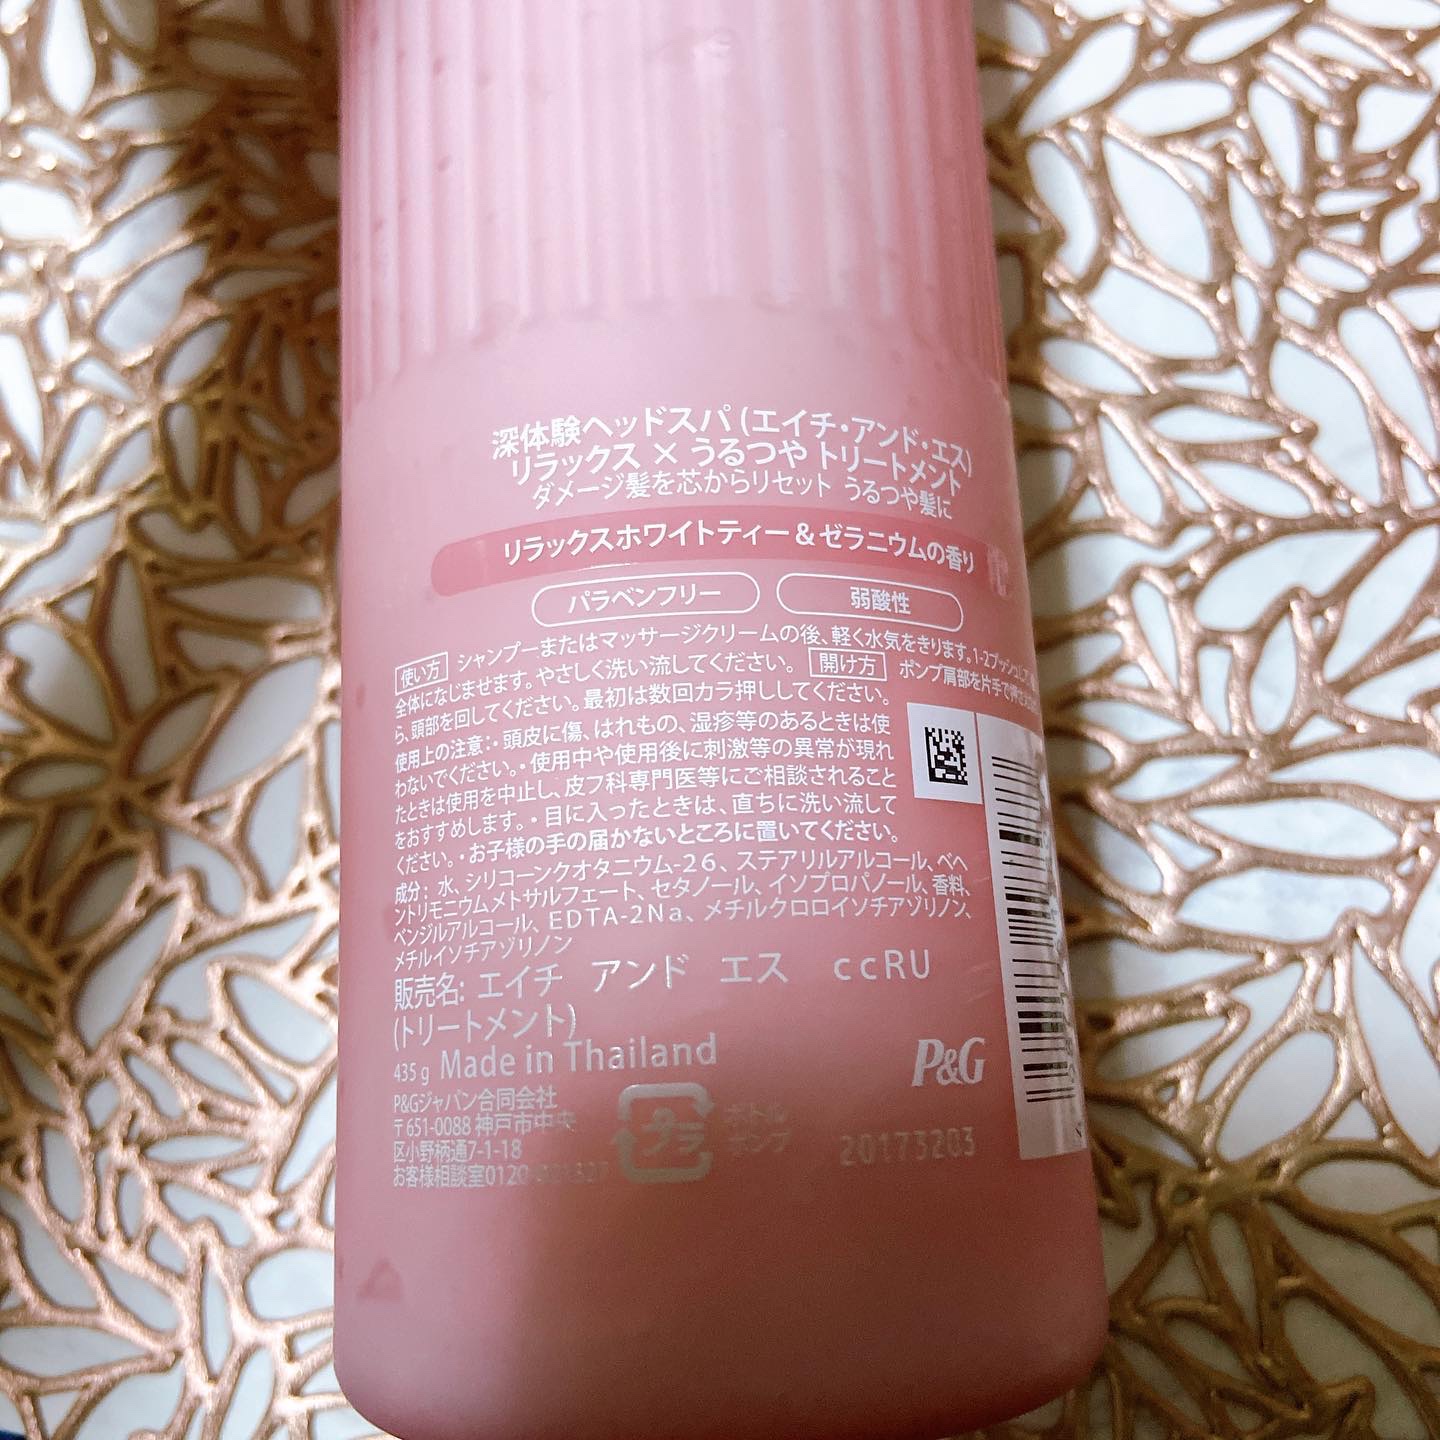 深体験ヘッドスパ (エイチ・アンド・エス)
リラックス × うるつや トリートメント
ダメージ髪を芯からリセット うるつや髪に
リラックスホワイトティー&ゼラニウムの香り
パラベンフリー 弱酸性
使い方 シャンプーまたはマッサージクリームの後、軽く水気をきります。1-2プッシュし
全体になじませます。やさしく洗い流してください。 開け方 ポンプ肩部を片手で押さえ
ら、頭部を回してください。最初は数回カラ押ししてください。
使用上の注意:・頭皮に傷、はれもの、湿疹等のあるときは使
わないでください。・使用中や使用後に刺激等の異常が現れ
たときは使用を中止し、皮フ科専門医等にご相談されること
をおすすめします。・目に入ったときは、直ちに洗い流して
ください。・お子様の手の届かないところに置いてください。
成分: 水、シリコーンクオタニウム-26、ステアリルアルコール、ベヘ
ントリモニウムメトサルフェート、セタノール、イソプロパノール、香料、
ベンジルアルコール、EDTA-2Na、メチルクロロイソチアゾリノン、
メチルイソチアゾリノン
販売名: エイチ アンド エス ccRU
(トリートメント)
435 g Made in Thailand
P&G
P&Gジャパン合同会社
〒651-0088 神戸市中央
区小野柄通7-1-18
お客様相談室0120-
プラ ボトル
ポンプ
20173203